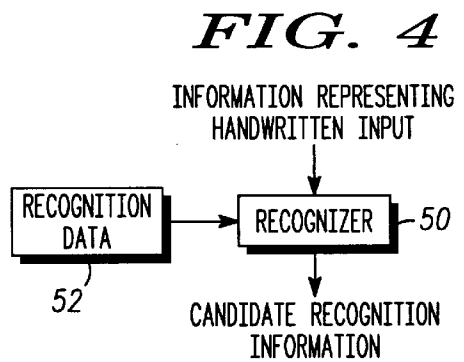 FIG. 4
INFORMATION REPRESENTING
HANDWRITTEN INPUT
RECOGNITION
DATA
RECOGNIZER
50
52
CANDIDATE RECOGNITION
INFORMATION